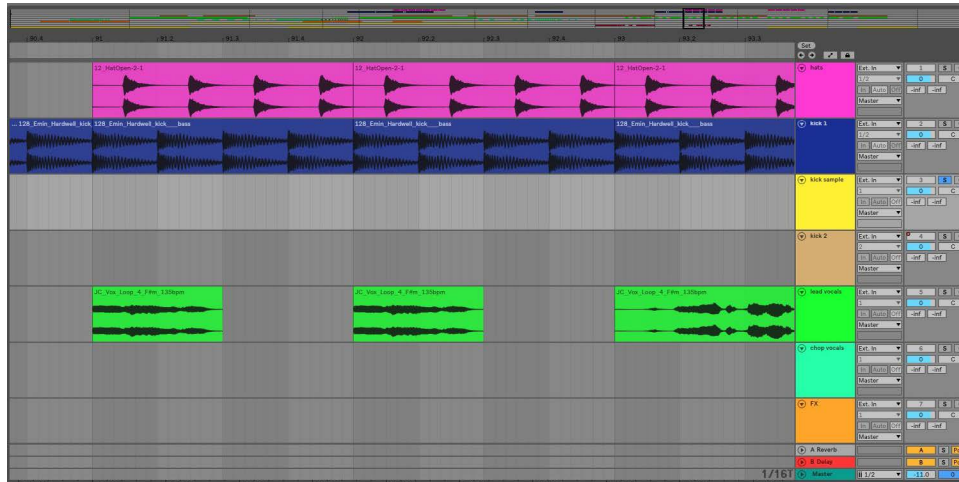 90.4 91 91.2 91.3 91.4 92 92.2 92.3 92.4 93 93.2 93.3
Set
12_HatOpen-2-1 12_HatOpen-2-1 12_HatOpen-2-1 hats Ext. In 1 S
1/2 0 C
In Auto Off -inf -inf
Master
... 128_Emin_Hardwell_kick 128_Emin_Hardwell_kick___bass 128_Emin_Hardwell_kick___bass 128_Emin_Hardwell_kick___bass kick 1 Ext. In 2 S
1/2 0 C
In Auto Off -inf -inf
Master
kick sample Ext. In 3 S
1 0 C
In Auto Off -inf -inf
Master
kick 2 Ext. In 4 S
2 0 C
In Auto Off -inf -inf
Master
JC_Vox_Loop_4_F#m_135bpm JC_Vox_Loop_4_F#m_135bpm JC_Vox_Loop_4_F#m_135bpm lead vocals Ext. In 5 S
1 0 C
In Auto Off -inf -inf
Master
chop vocals Ext. In 6 S
1 0 C
In Auto Off -inf -inf
Master
FX Ext. In 7 S
1 0 C
In Auto Off -inf -inf
Master
A Reverb A S
B Delay B S
1/16T Master 1/2 -11.0 0